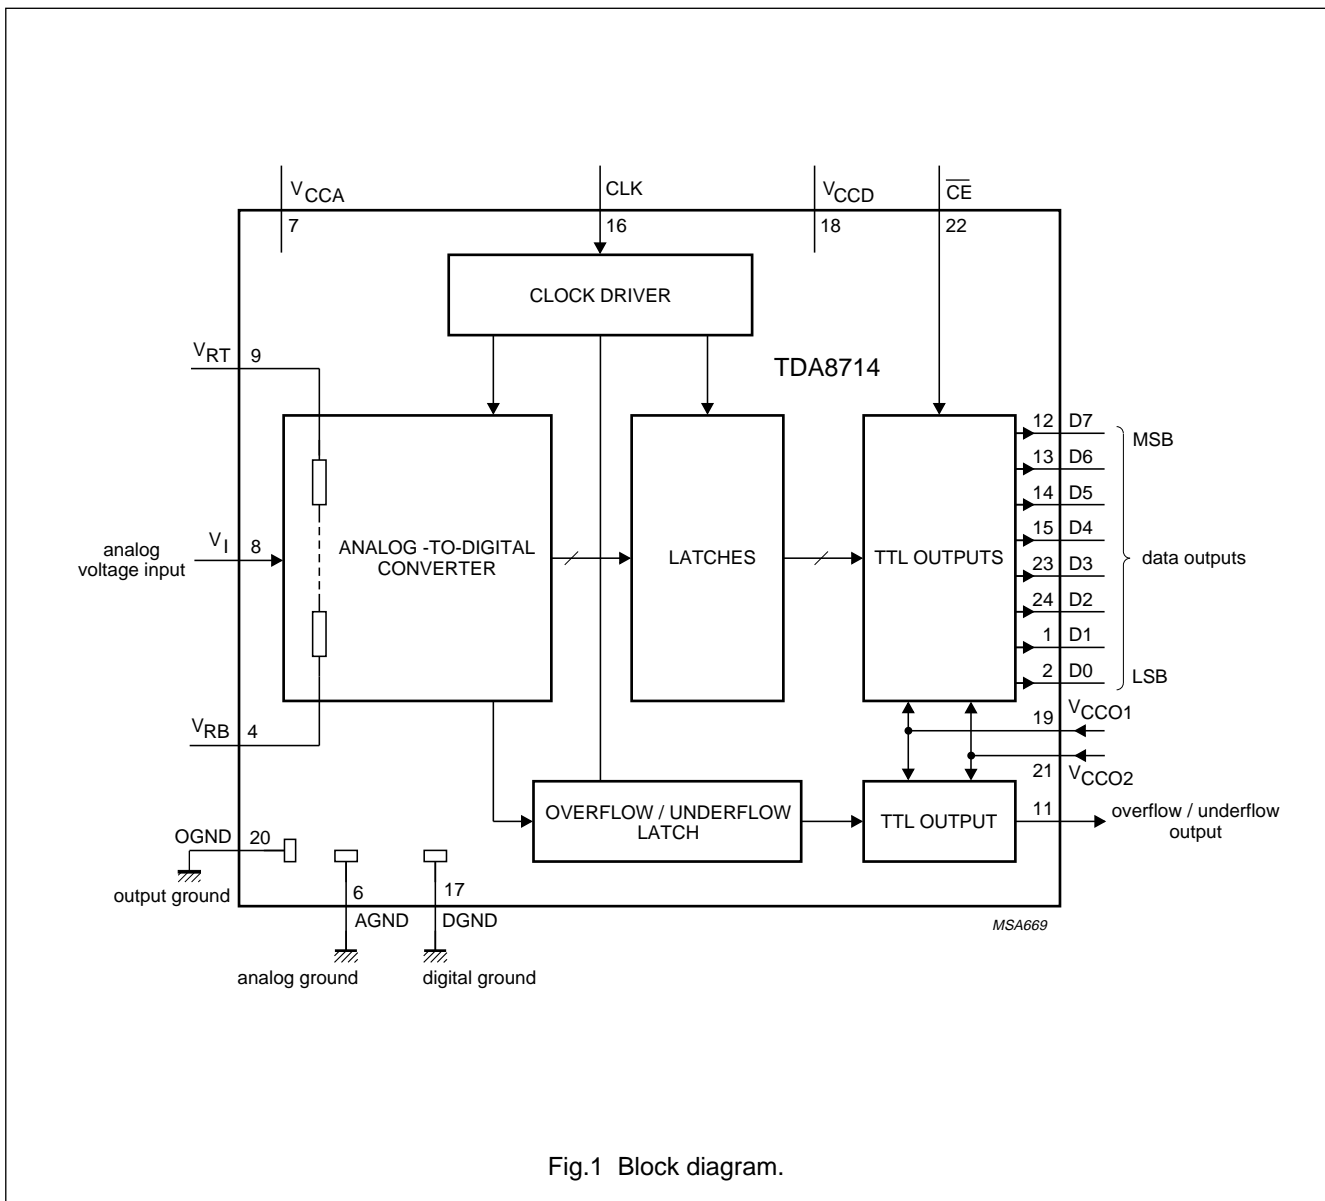 VCCA
CLK
VCCD
CE
7
16
18
22
CLOCK DRIVER
TDA8714
VRT
9
12 D7
MSB
13 D6
14 D5
15 D4
23 D3
24 D2
1 D1
2 D0
LSB
data outputs
analog
voltage input
VI
8
ANALOG -TO-DIGITAL
CONVERTER
LATCHES
TTL OUTPUTS
VRB
4
19
VCCO1
21
VCCO2
OVERFLOW / UNDERFLOW
LATCH
TTL OUTPUT
11
overflow / underflow
output
OGND
20
output ground
6
AGND
analog ground
17
DGND
digital ground
MSA669
Fig.1 Block diagram.